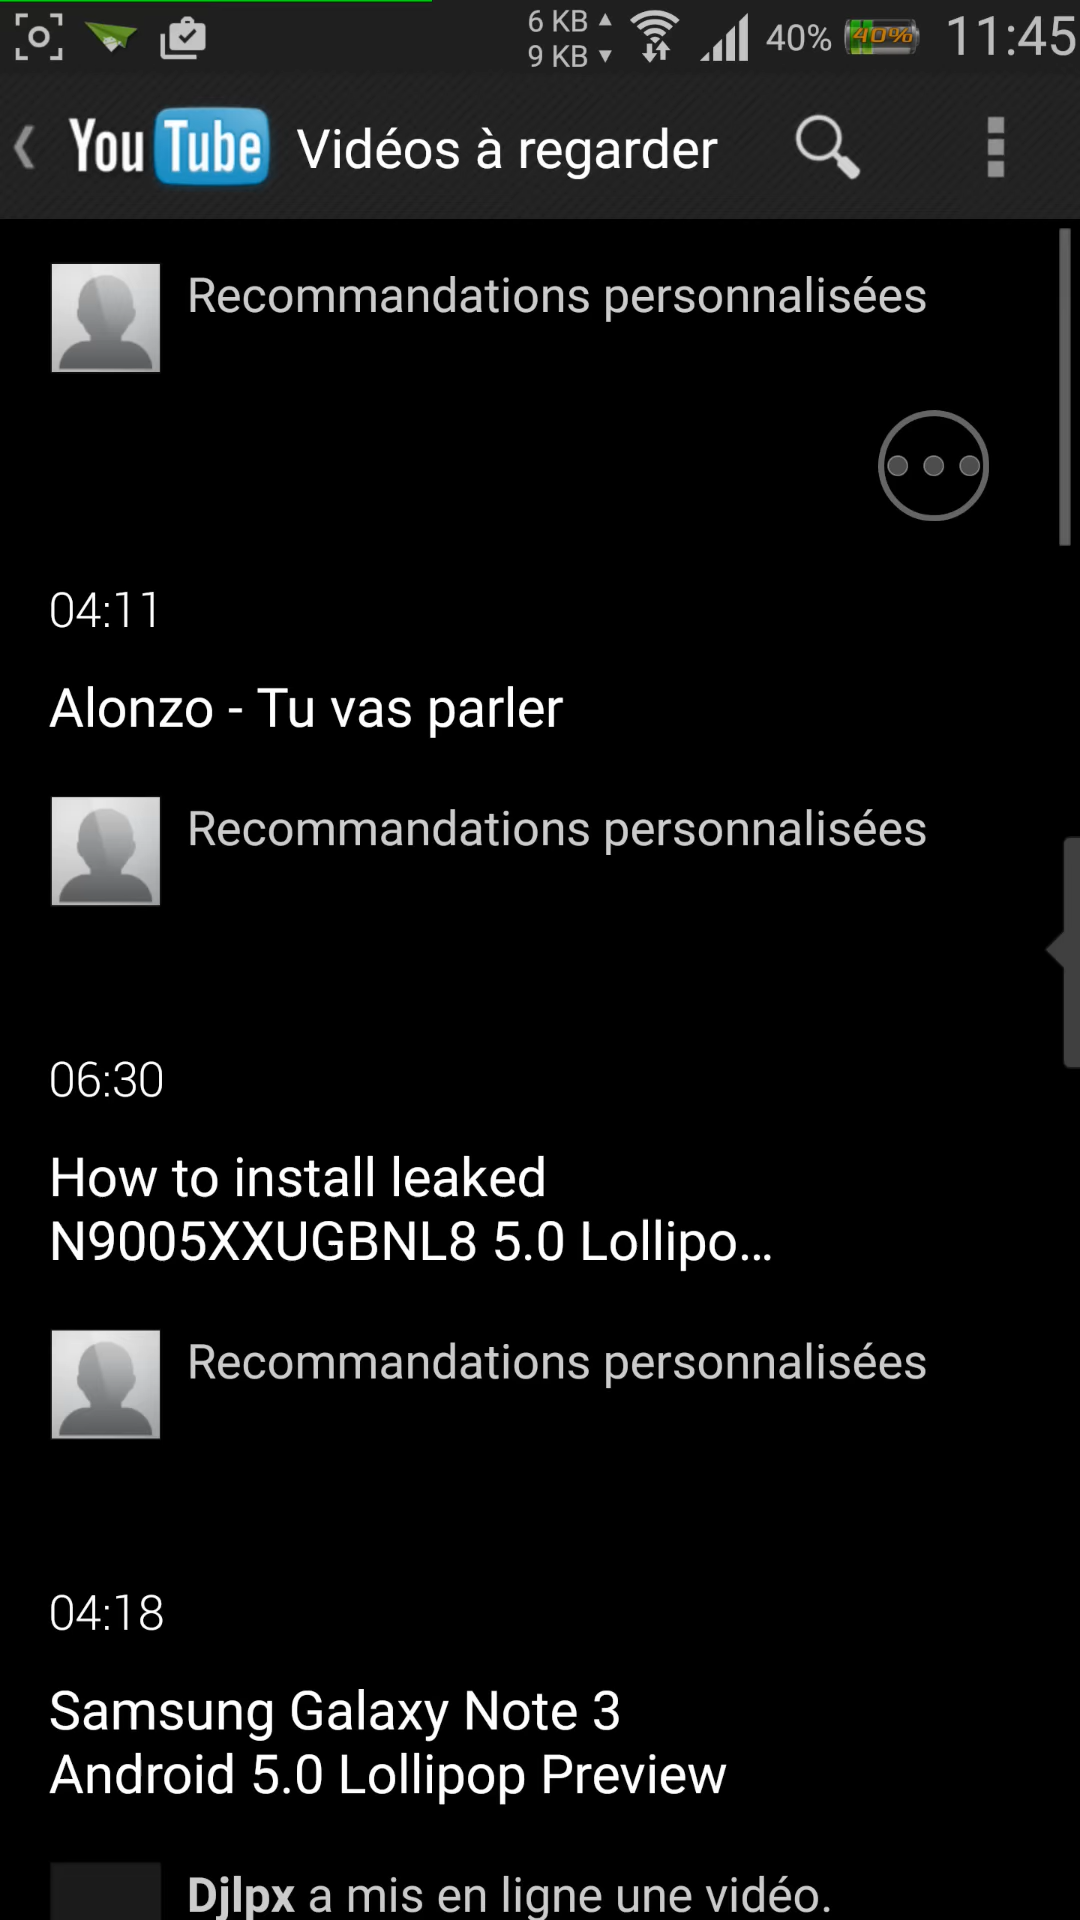 6 KB
9 KB
40%
40%
11:45
YouTube Vidéos à regarder
Recommandations personnalisées
04:11
Alonzo - Tu vas parler
Recommandations personnalisées
06:30
How to install leaked
N9005XXUGBNL8 5.0 Lollipo...
Recommandations personnalisées
04:18
Samsung Galaxy Note 3
Android 5.0 Lollipop Preview
Djlpx a mis en ligne une vidéo.